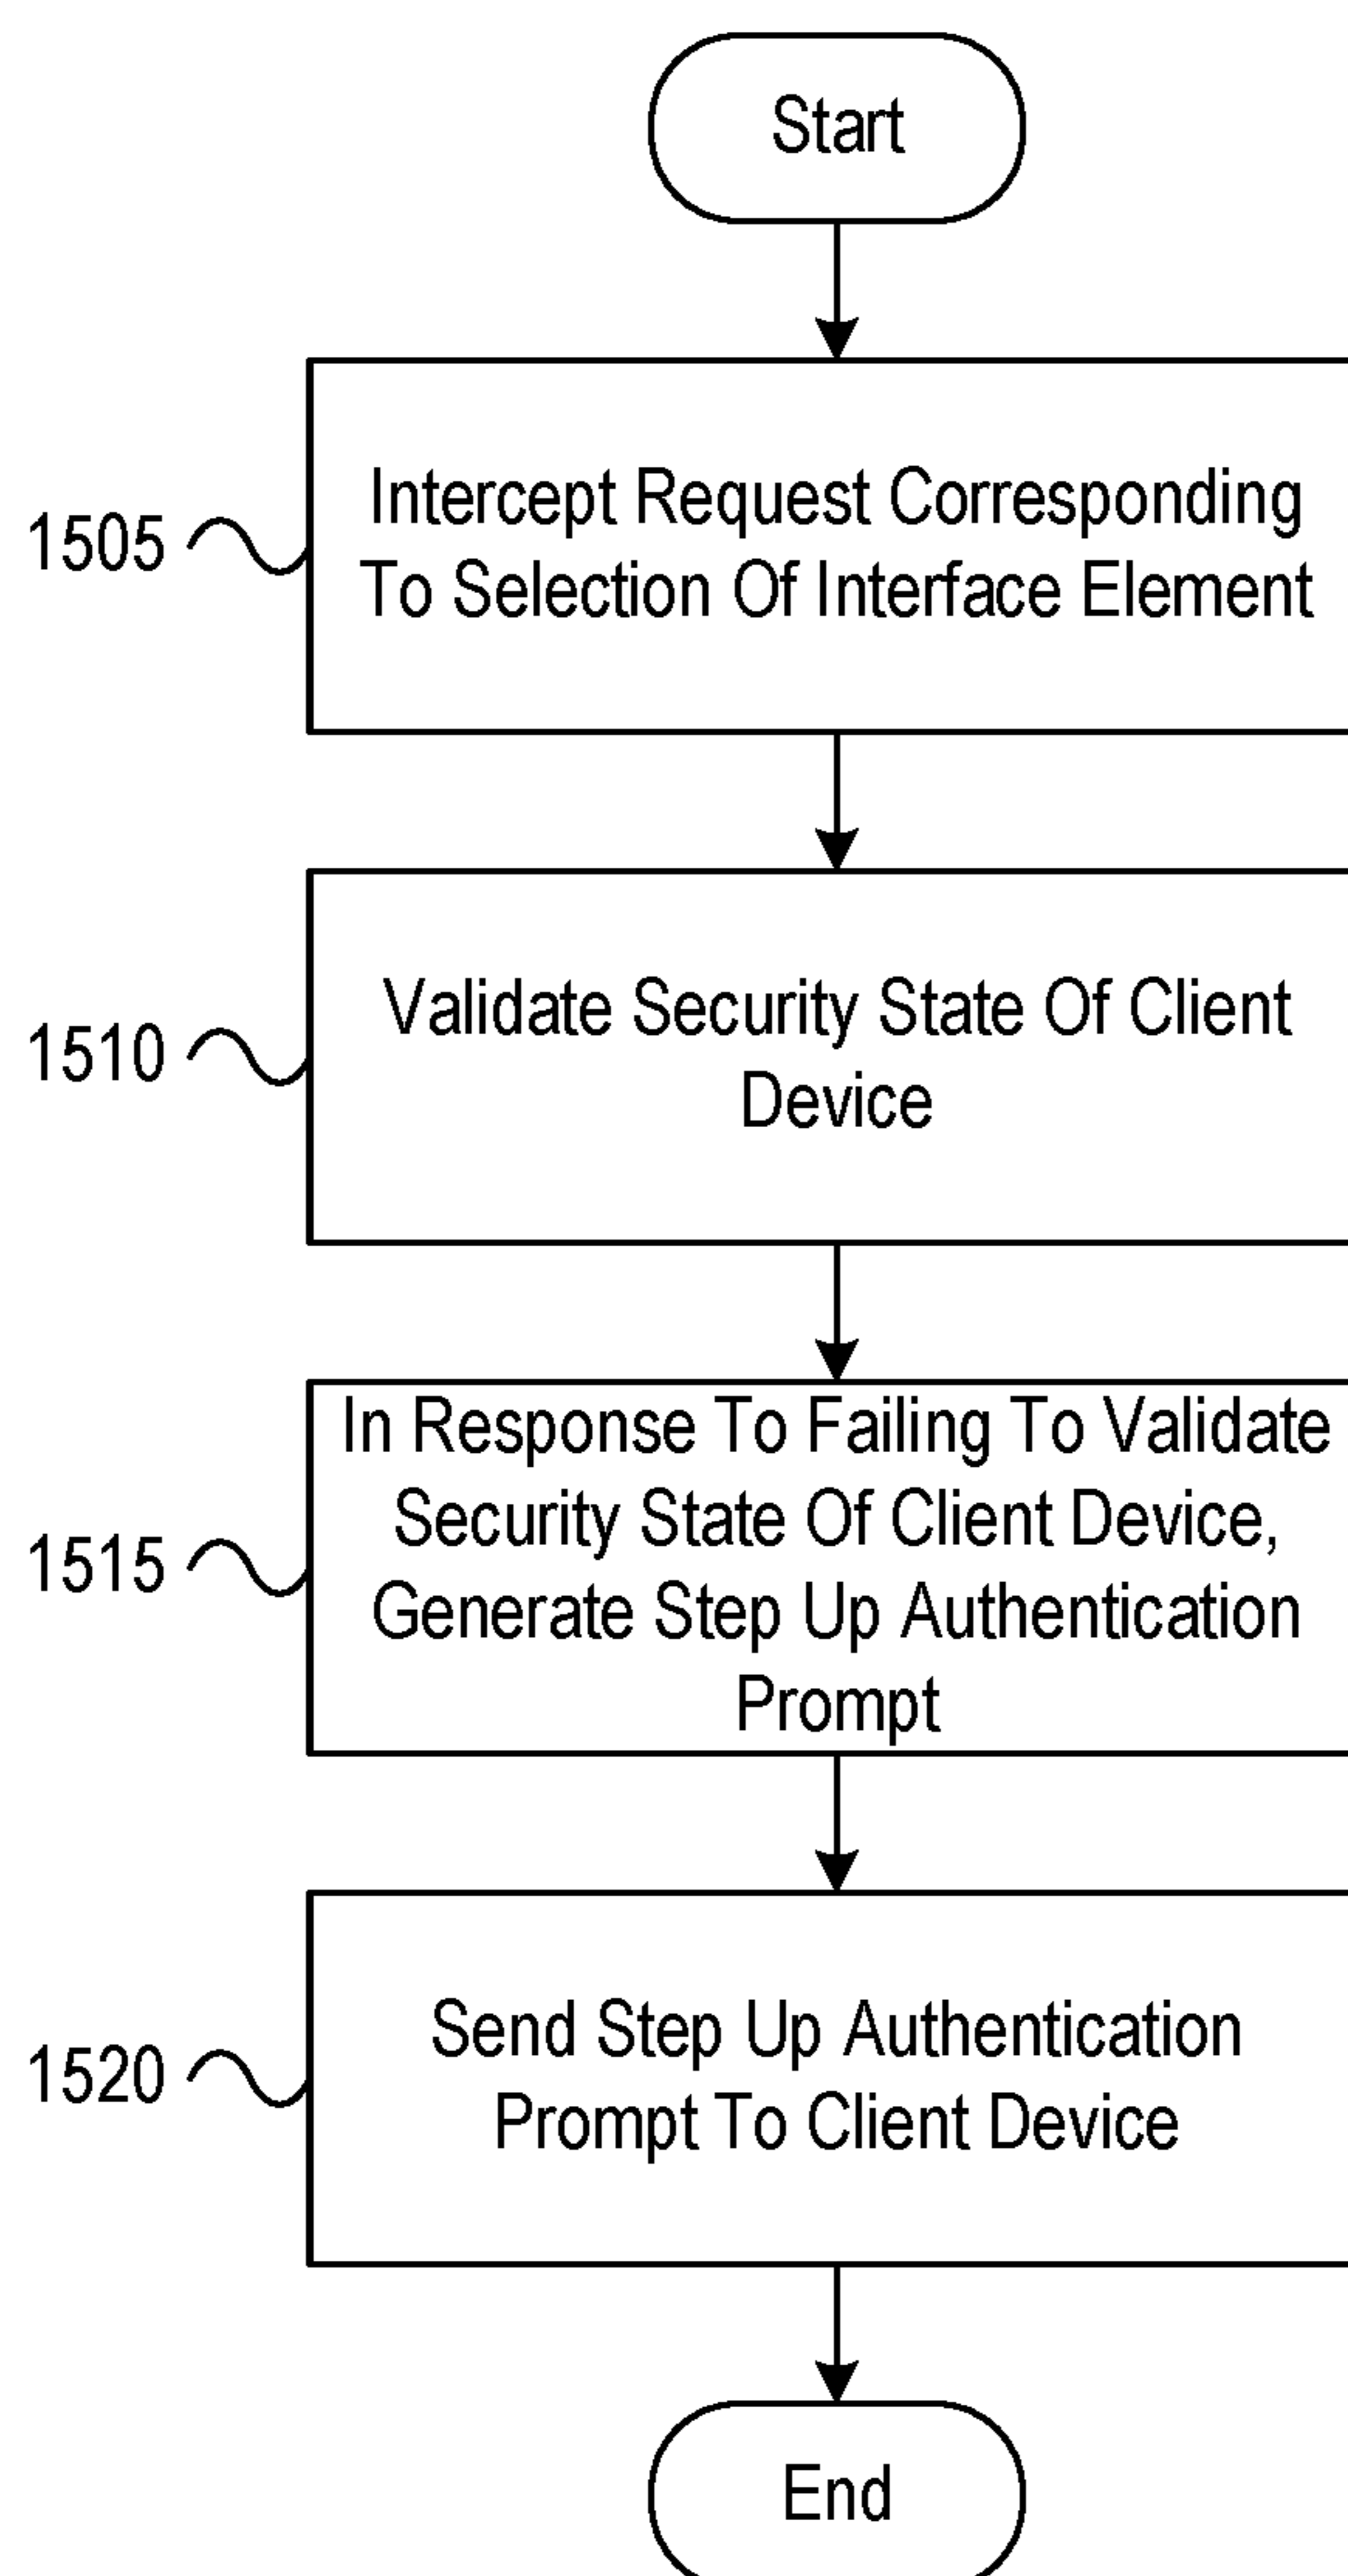 Start
1505
Intercept Request Corresponding
To Selection Of Interface Element
1510
Validate Security State Of Client
Device
1515
In Response To Failing To Validate
Security State Of Client Device,
Generate Step Up Authentication
Prompt
1520
Send Step Up Authentication
Prompt To Client Device
End